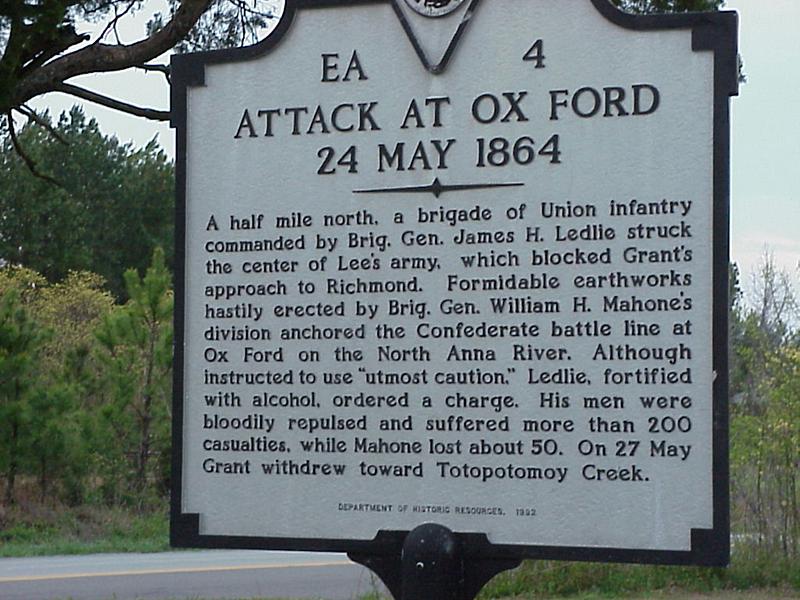 EA 4
ATTACK AT OX FORD
24 MAY 1864
A half mile north, a brigade of Union infantry
commanded by Brig. Gen. James H. Ledlie struck
the center of Lee's army, which blocked Grant's
approach to Richmond. Formidable earthworks
hastily erected by Brig. Gen. William H. Mahone's
division anchored the Confederate battle line at
Ox Ford on the North Anna River. Although
instructed to use "utmost caution," Ledlie, fortified
with alcohol, ordered a charge. His men were
bloodily repulsed and suffered more than 200
casualties, while Mahone lost about 50. On 27 May
Grant withdrew toward Totopotomoy Creek.
DEPARTMENT OF HISTORIC RESOURCES, 1992